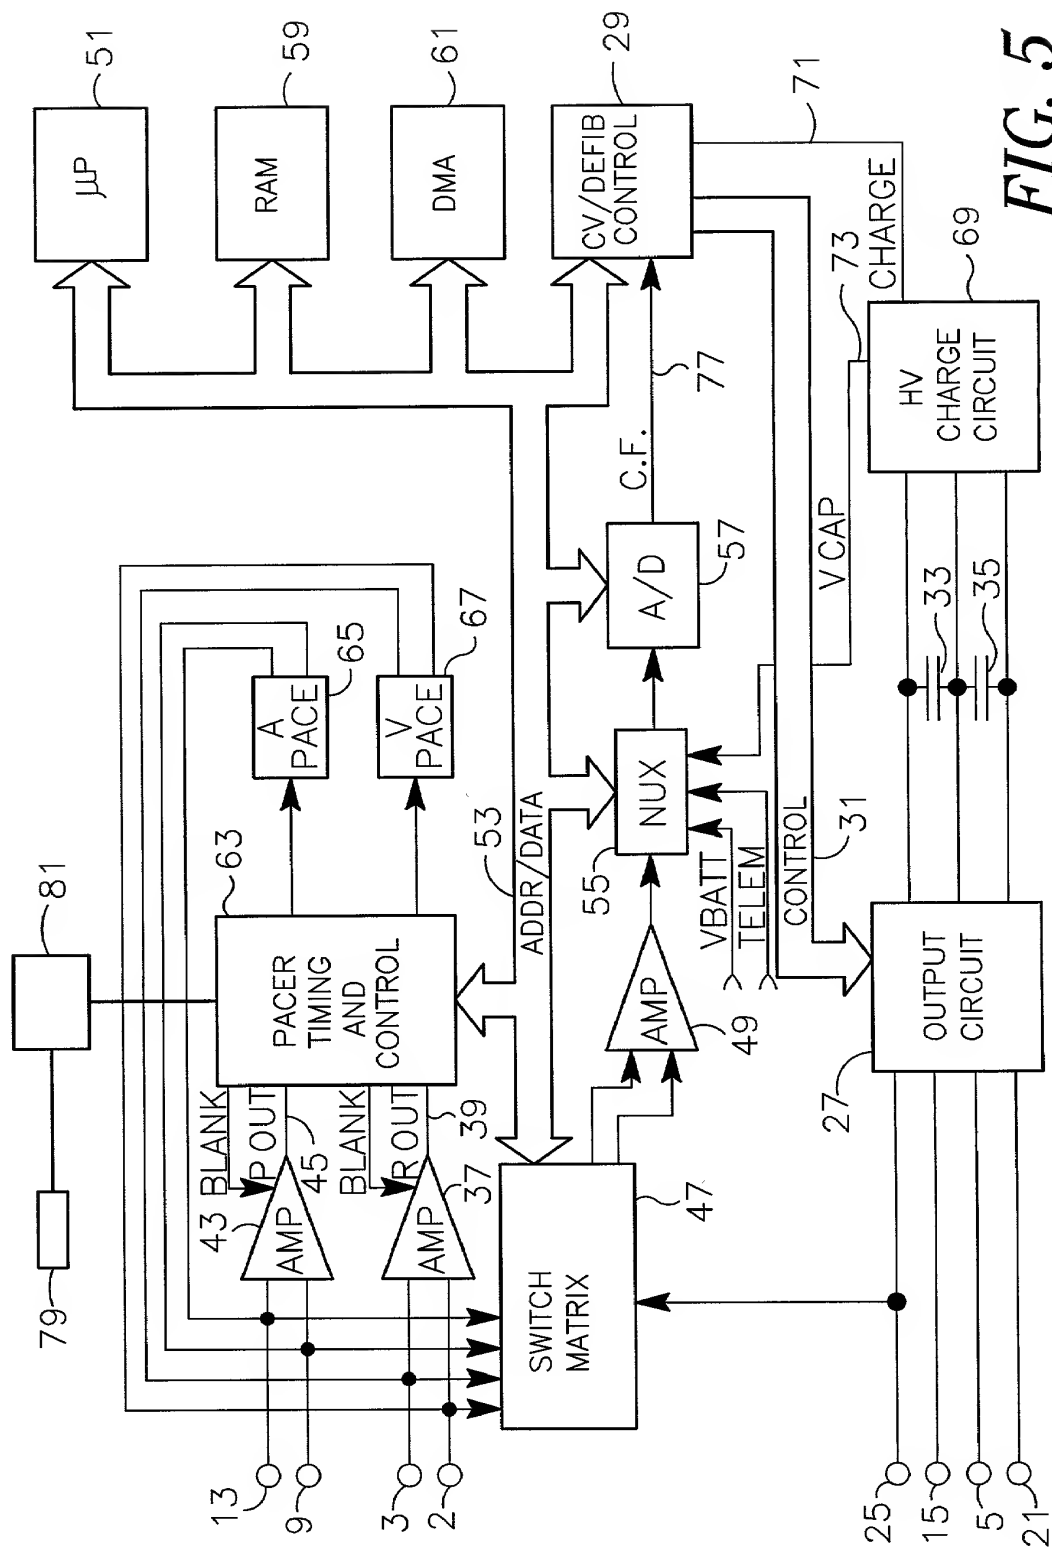 79
81
13
9
3
2
43
AMP
BLANK
P OUT
45
37
AMP
BLANK
R OUT
39
PACER
TIMING
AND
CONTROL
63
A
PACE
65
V
PACE
67
μP
51
RAM
59
DMA
61
CV/DEFIB
CONTROL
29
53
ADDR/DATA
SWITCH
MATRIX
47
AMP
49
55
NUX
A/D
57
C.F.
77
VBATT
TELEM
CONTROL
31
VCAP
73
CHARGE
71
25
15
5
21
27
OUTPUT
CIRCUIT
33
35
HV
CHARGE
CIRCUIT
69
FIG. 5